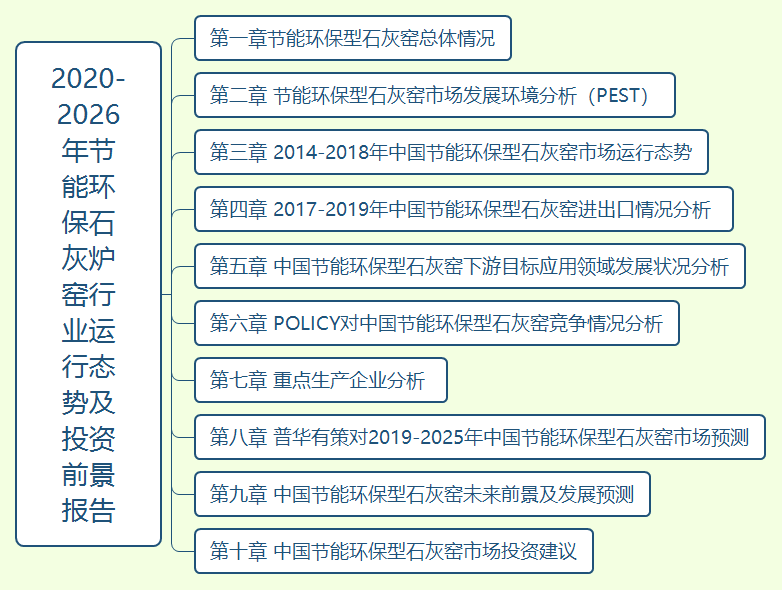 2020-
2026
年节
能环
保石
灰炉
窑行
业运
行态
势及
投资
前景
报告
第一章节能环保型石灰窑总体情况
第二章 节能环保型石灰窑市场发展环境分析（PEST）
第三章 2014-2018年中国节能环保型石灰窑市场运行态势
第四章 2017-2019年中国节能环保型石灰窑进出口情况分析
第五章 中国节能环保型石灰窑下游目标应用领域发展状况分析
第六章 POLICY对中国节能环保型石灰窑竞争情况分析
第七章 重点生产企业分析
第八章 普华有策对2019-2025年中国节能环保型石灰窑市场预测
第九章 中国节能环保型石灰窑未来前景及发展预测
第十章 中国节能环保型石灰窑市场投资建议